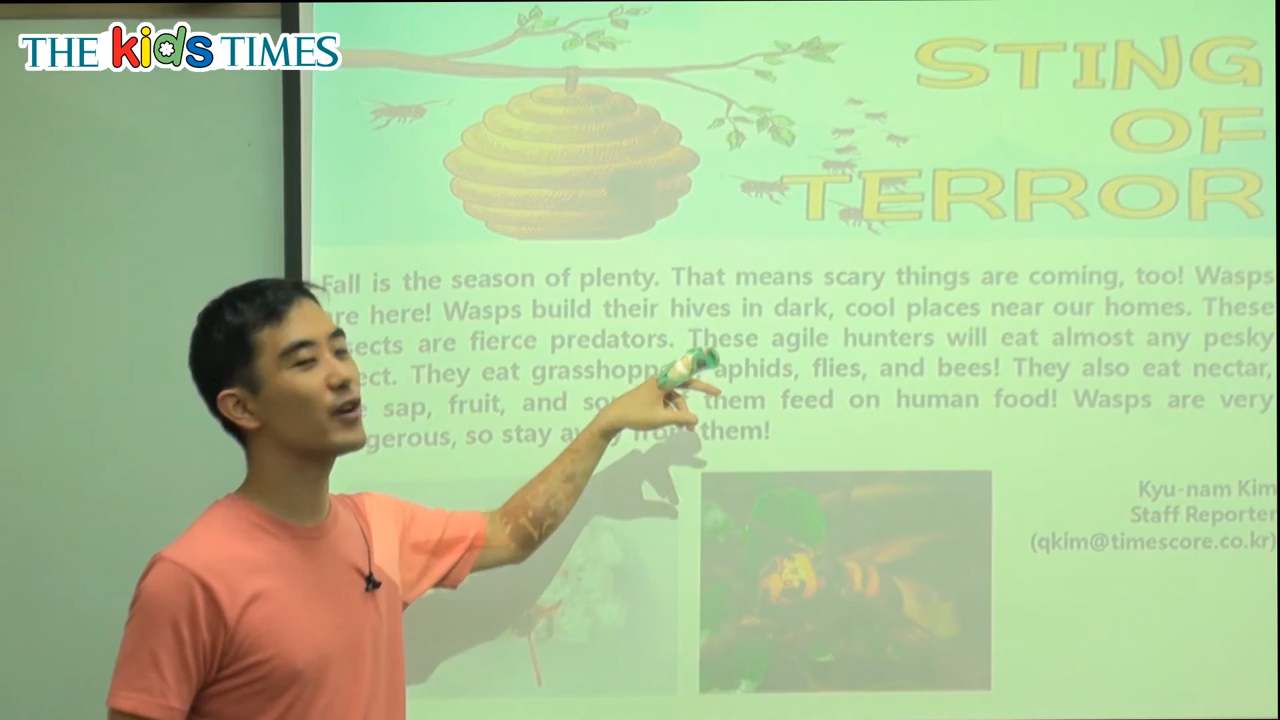 THE kids TIMES
STING
OF
TERROR
Fall is the season of plenty. That means scary things are coming, too! Wasps
are here! Wasps build their hives in dark, cool places near our homes. These
sects are fierce predators. These agile hunters will eat almost any pesky
ect. They eat grasshopp aphids, flies, and bees! They also eat nectar,
sap, fruit, and so them feed on human food! Wasps are very
gerous, so stay away from them!
Kyu-nam Kim
Staff Reporter
(qkim@timescore.co.kr)